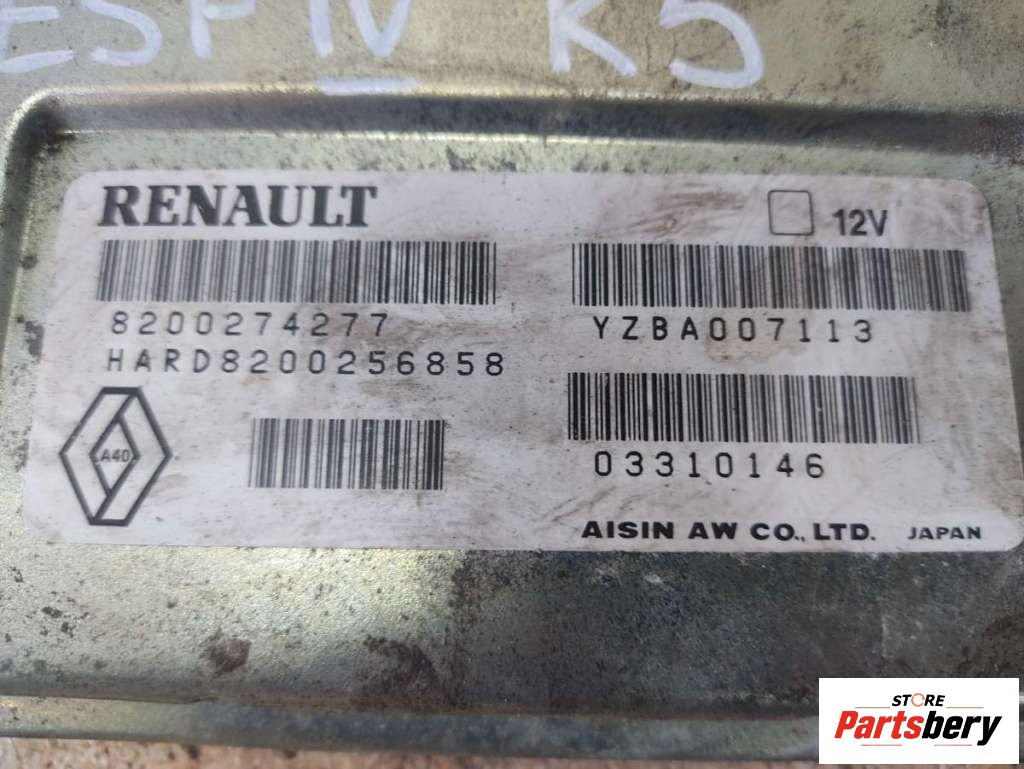 ESP IV K5
RENAULT
12V
8200274277
YZBA007113
HARD8200256858
A40
03310146
AISIN AW CO., LTD. JAPAN
STORE
Partsbery